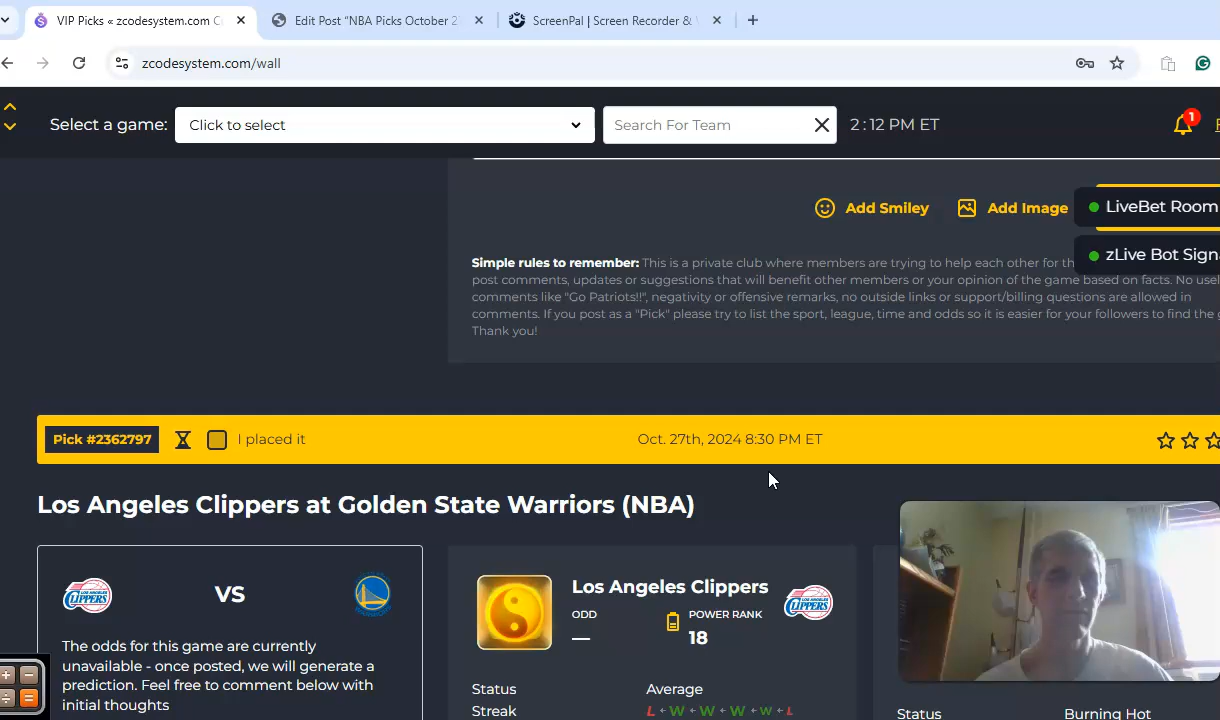 VIP Picks « zcodesystem.com C
Edit Post “NBA Picks October 2
ScreenPal | Screen Recorder &
zcodesystem.com/wall
Select a game:
Click to select
Search For Team
2:12 PM ET
1
Add Smiley
Add Image
LiveBet Room
zLive Bot Sign
Simple rules to remember: This is a private club where members are trying to help each other for th
post comments, updates or suggestions that will benefit other members or your opinion of the game based on facts. No usel
comments like "Go Patriots!!", negativity or offensive remarks, no outside links or support/billing questions are allowed in
comments. If you post as a "Pick" please try to list the sport, league, time and odds so it is easier for your followers to find the g
Thank you!
Pick #2362797
I placed it
Oct. 27th, 2024 8:30 PM ET
Los Angeles Clippers at Golden State Warriors (NBA)
CLIPPERS
VS
The odds for this game are currently
unavailable - once posted, we will generate a
prediction. Feel free to comment below with
initial thoughts
Los Angeles Clippers
ODD
—
POWER RANK
18
CLIPPERS
Status
Average
Streak
L W W W W L
Status
Burning Hot